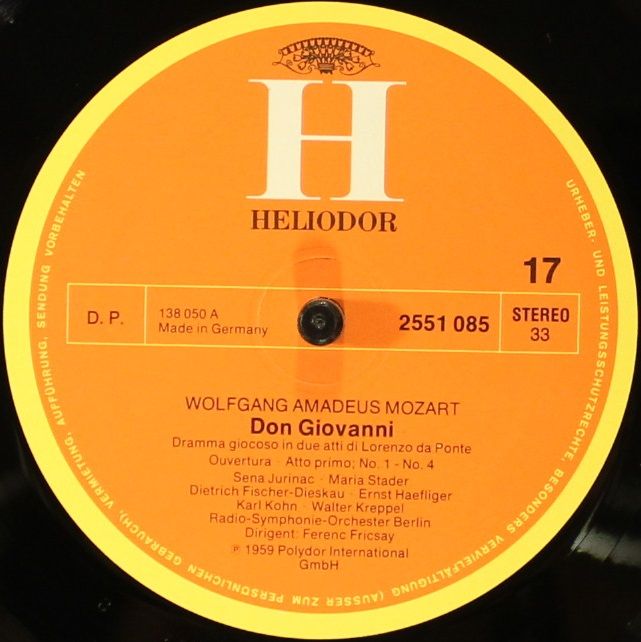 H
HELIODOR
17
D. P.
138 050 A
Made in Germany
2551 085
STEREO
33
WOLFGANG AMADEUS MOZART
Don Giovanni
Dramma giocoso in due atti di Lorenzo da Ponte
Ouvertura · Atto primo; No. 1 - No. 4
Sena Jurinac · Maria Stader
Dietrich Fischer-Dieskau · Ernst Haefliger
Karl Kohn · Walter Kreppel
Radio-Symphonie-Orchester Berlin
Dirigent: Ferenc Fricsay
℗ 1959 Polydor International
GmbH
URHEBER- UND LEISTUNGSSCHUTZRECHTE, BESONDERS VERVIELFÄLTIGUNG (AUSSER ZUM PERSÖNLICHEN GEBRAUCH), VERMIETUNG, AUFFÜHRUNG, SENDUNG VORBEHALTEN